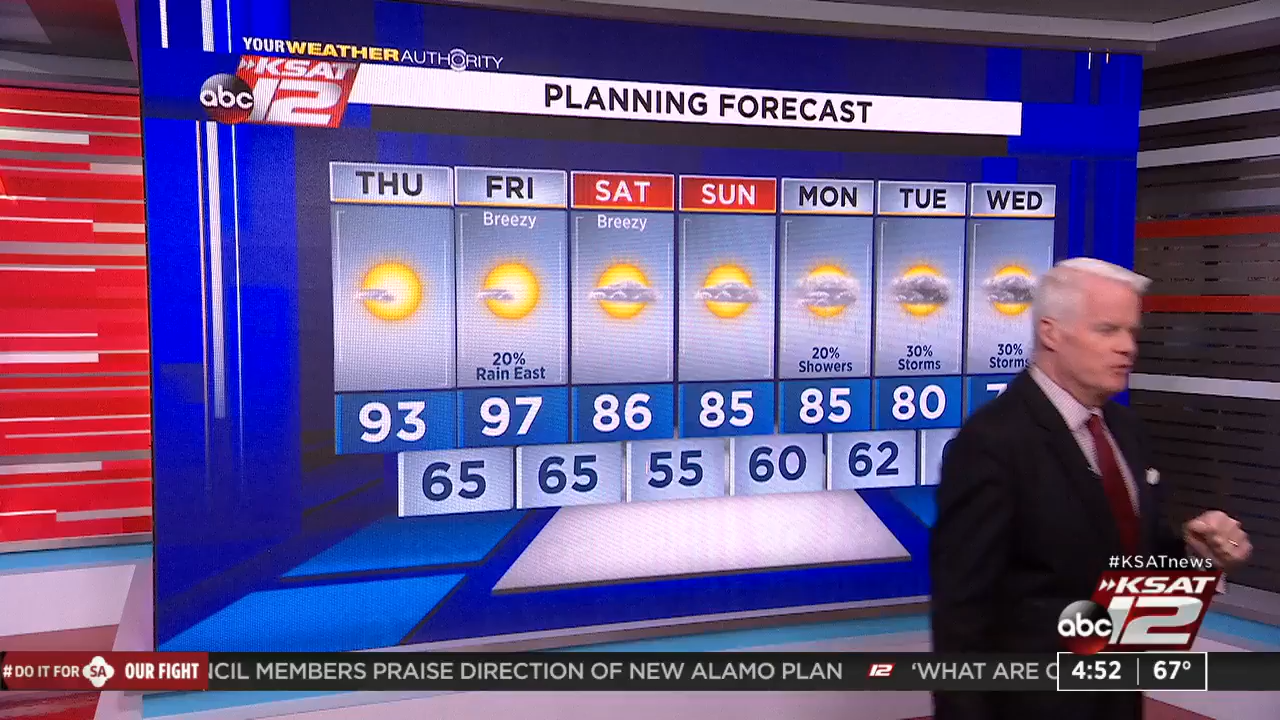 YOUR WEATHER AUTHORITY
KSAT
abc 12
PLANNING FORECAST
THU FRI SAT SUN MON TUE WED
Breezy Breezy
20% Rain East
20% Showers
30% Storms
30% Storms
93 97 86 85 85 80
65 65 55 60 62
#KSATnews
KSAT
abc 12
#DO IT FOR SA OUR FIGHT NCIL MEMBERS PRAISE DIRECTION OF NEW ALAMO PLAN 12 'WHAT ARE 4:52 67°